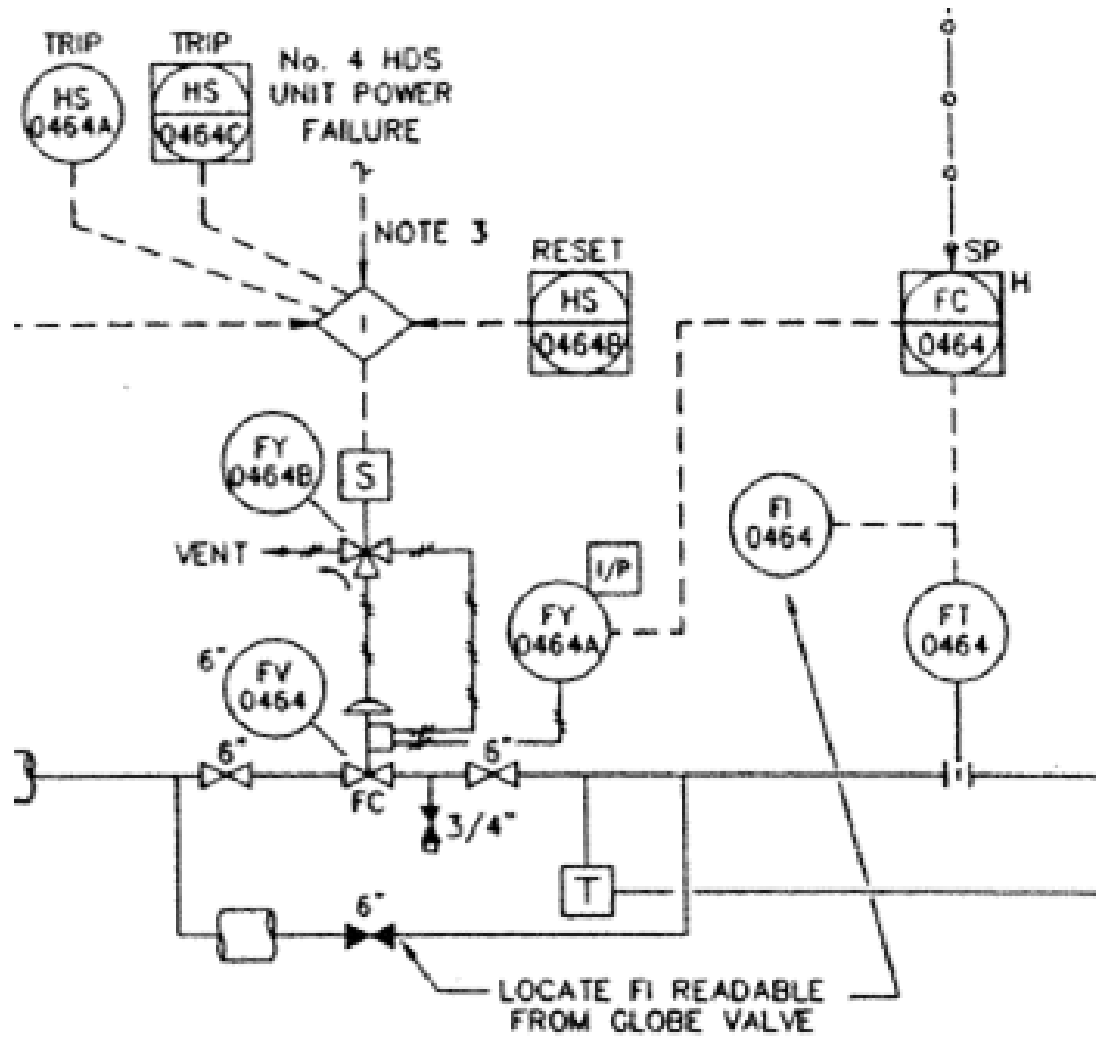 TRIP
HS
0464A
TRIP
HS
0464C
No. 4 HDS
UNIT POWER
FAILURE
NOTE 3
I
RESET
HS
0464B
SP
H
FC
0464
FY
0464B
S
VENT
I/P
FY
0464A
FI
0464
FT
0464
6"
FV
0464
6"
FC
6"
3/4"
T
6"
LOCATE FI READABLE
FROM GLOBE VALVE